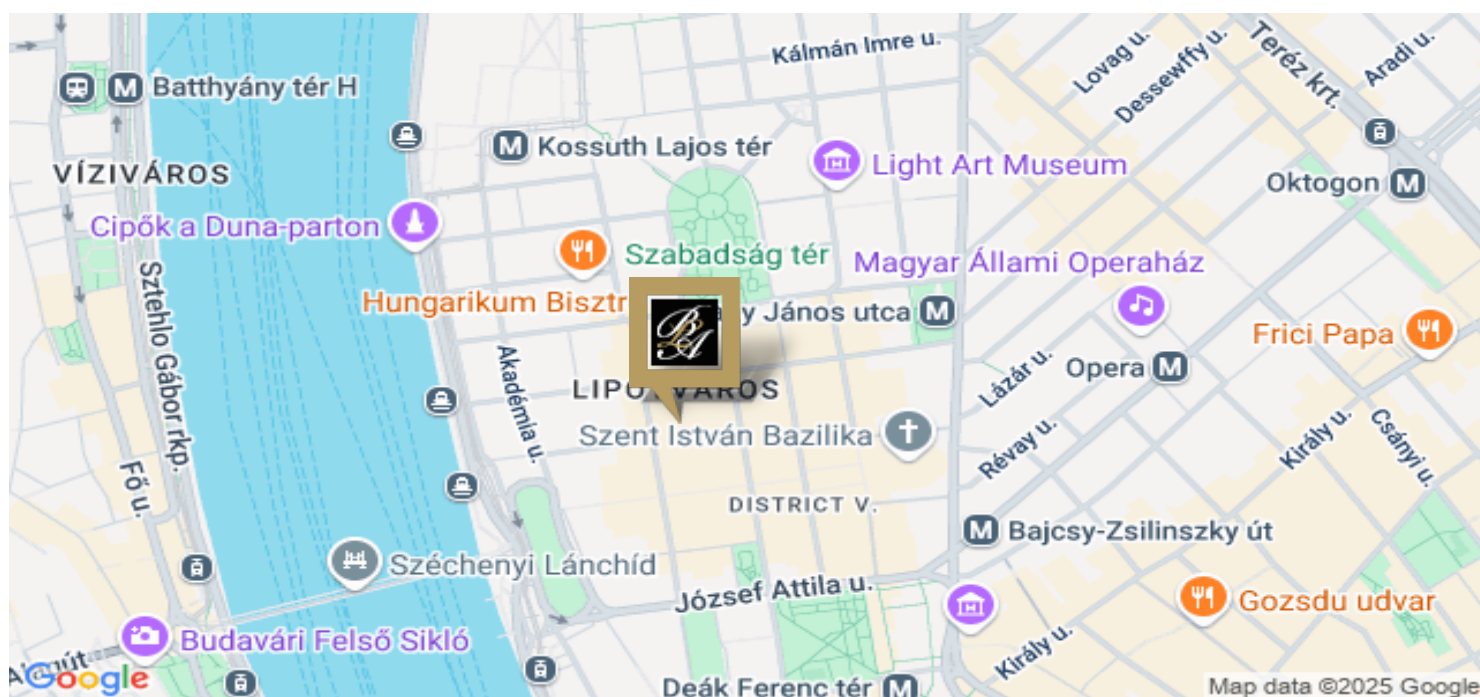 Kálmán Imre u.
Lovag u.
Dessewffy u.
Teréz krt.
Aradi u.
M Batthyány tér H
M Kossuth Lajos tér
Light Art Museum
VÍZIVÁROS
Oktogon M
Cipők a Duna-parton
Szabadság tér
Magyar Állami Operaház
Sztehlo Gábor rkp.
Hungarikum
János utca M
BLA
Frici Papa
Akadémia u.
Lázár u.
Opera M
Szent István Bazilika
Révay u.
Király u.
Csányi u.
Fő u.
DISTRICT V.
M Bajcsy-Zsilinszky út
Széchenyi Lánchíd
József Attila u.
Gozsdu udvar
Budavári Felső Sikló
Király u.
Google
Deák Ferenc tér M
Map data ©2025 Google